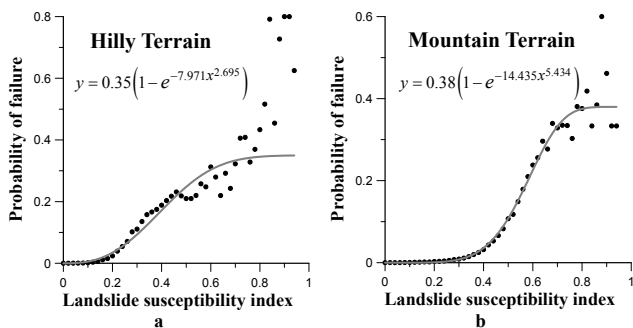 Hilly Terrain
y = 0.35(1− e^−7.971x^2.695)
Probability of failure
0.8
0.6
0.4
0.2
0
0 0.2 0.4 0.6 0.8 1
Landslide susceptibility index
a
Mountain Terrain
y = 0.38(1− e^−14.435x^5.434)
Probability of failure
0.6
0.4
0.2
0
0 0.2 0.4 0.6 0.8 1
Landslide susceptibility index
b